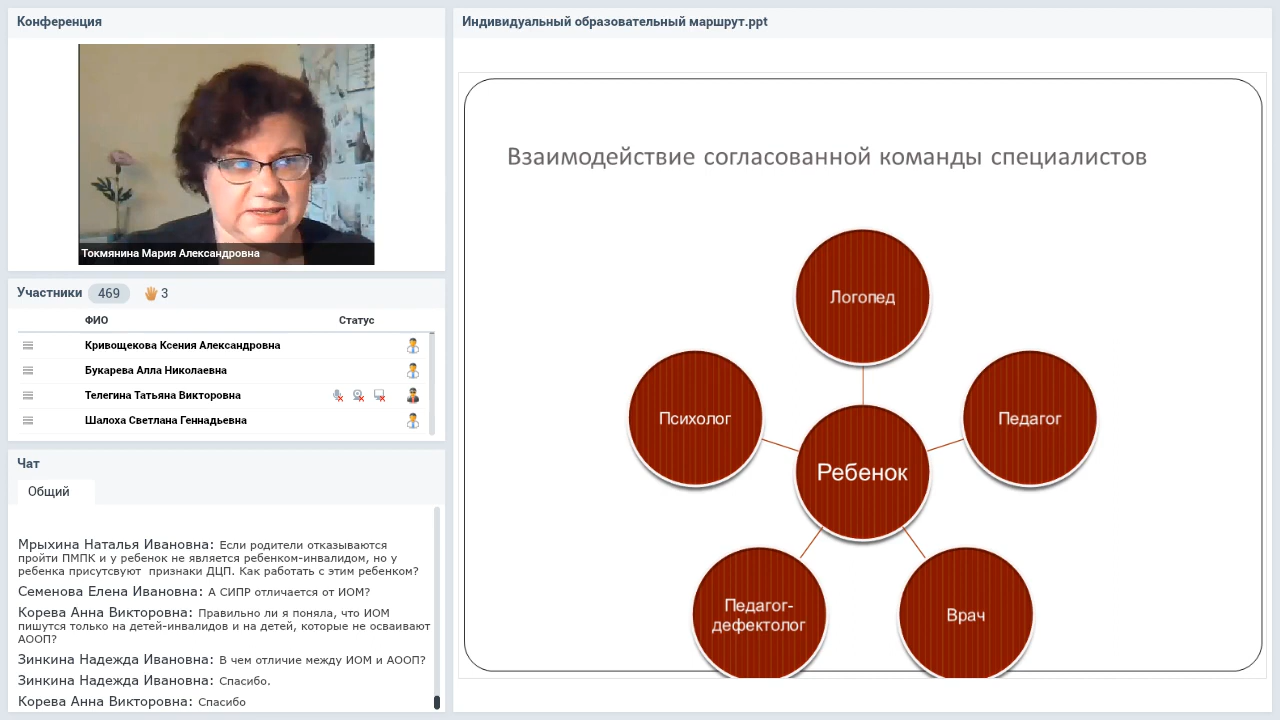 Конференция
Токмянина Мария Александровна
Участники 469 3
ФИО Статус
Кривощекова Ксения Александровна
Букарева Алла Николаевна
Телегина Татьяна Викторовна
Шалоха Светлана Геннадьевна
Чат
Общий
Мрыхина Наталья Ивановна: Если родители отказываются
пройти ПМПК и у ребенок не является ребенком-инвалидом, но у
ребенка присутсвуют признаки ДЦП. Как работать с этим ребенком?
Семенова Елена Ивановна: А СИПР отличается от ИОМ?
Корева Анна Викторовна: Правильно ли я поняла, что ИОМ
пишутся только на детей-инвалидов и на детей, которые не осваивают
АООП?
Зинкина Надежда Ивановна: В чем отличие между ИОМ и АООП?
Зинкина Надежда Ивановна: Спасибо.
Корева Анна Викторовна: Спасибо
Индивидуальный образовательный маршрут.ppt
Взаимодействие согласованной команды специалистов
Логопед
Психолог
Педагог
Ребенок
Педагог-
дефектолог
Врач